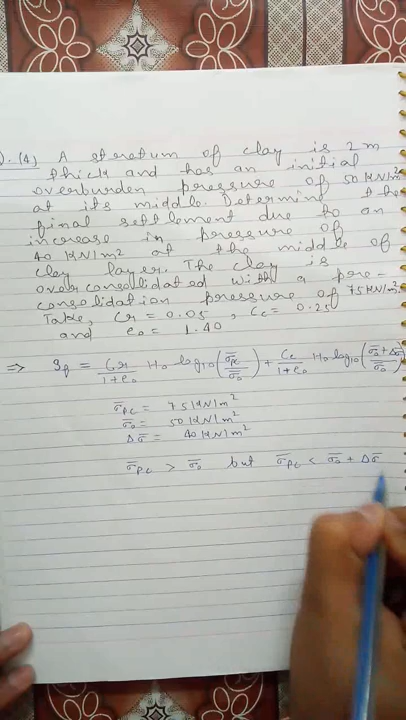 Q.(4) A stratum of clay is 2m
thick and has an initial
overburden pressure of 50 KN/m²
at its middle. Determine the
final settlement due to an
increase in pressure of
40 KN/m² at the middle of
clay layer. The clay is
overconsolidated with a pre-
consolidation pressure of 75 KN/m².
Take, Cr = 0.05 , Cc = 0.25
and e₀ = 1.40
⇒ Sf = Cr/1+e₀ H₀ log₁₀(σ̄pc/σ̄₀) + Cc/1+e₀ H₀ log₁₀(σ̄₀+Δσ̄/σ̄₀)
σ̄pc = 75 KN/m²
σ̄₀ = 50 KN/m²
Δσ̄ = 40 KN/m²
σ̄pc > σ̄₀ but σ̄pc < σ̄₀ + Δσ̄